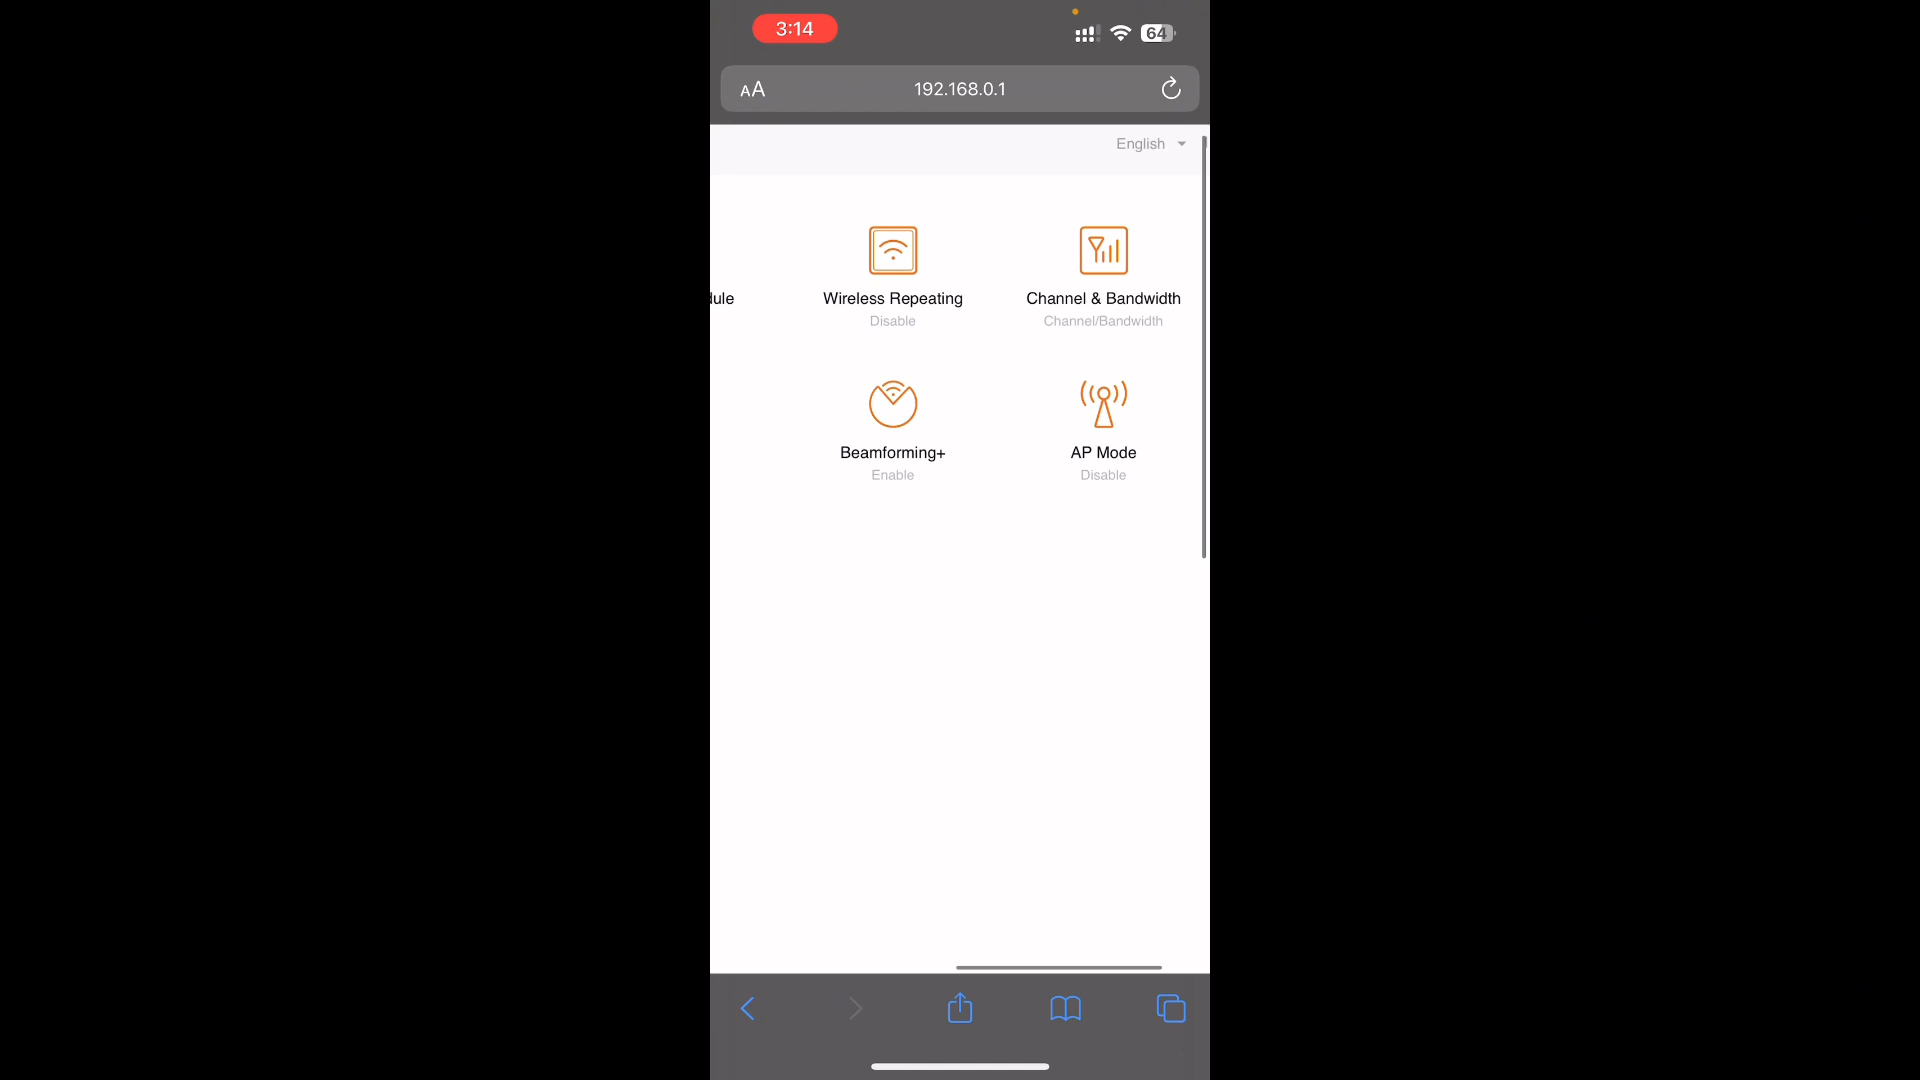 3:14
64
AA
192.168.0.1
English
dule
Wireless Repeating
Channel & Bandwidth
Disable
Channel/Bandwidth
Beamforming+
AP Mode
Enable
Disable